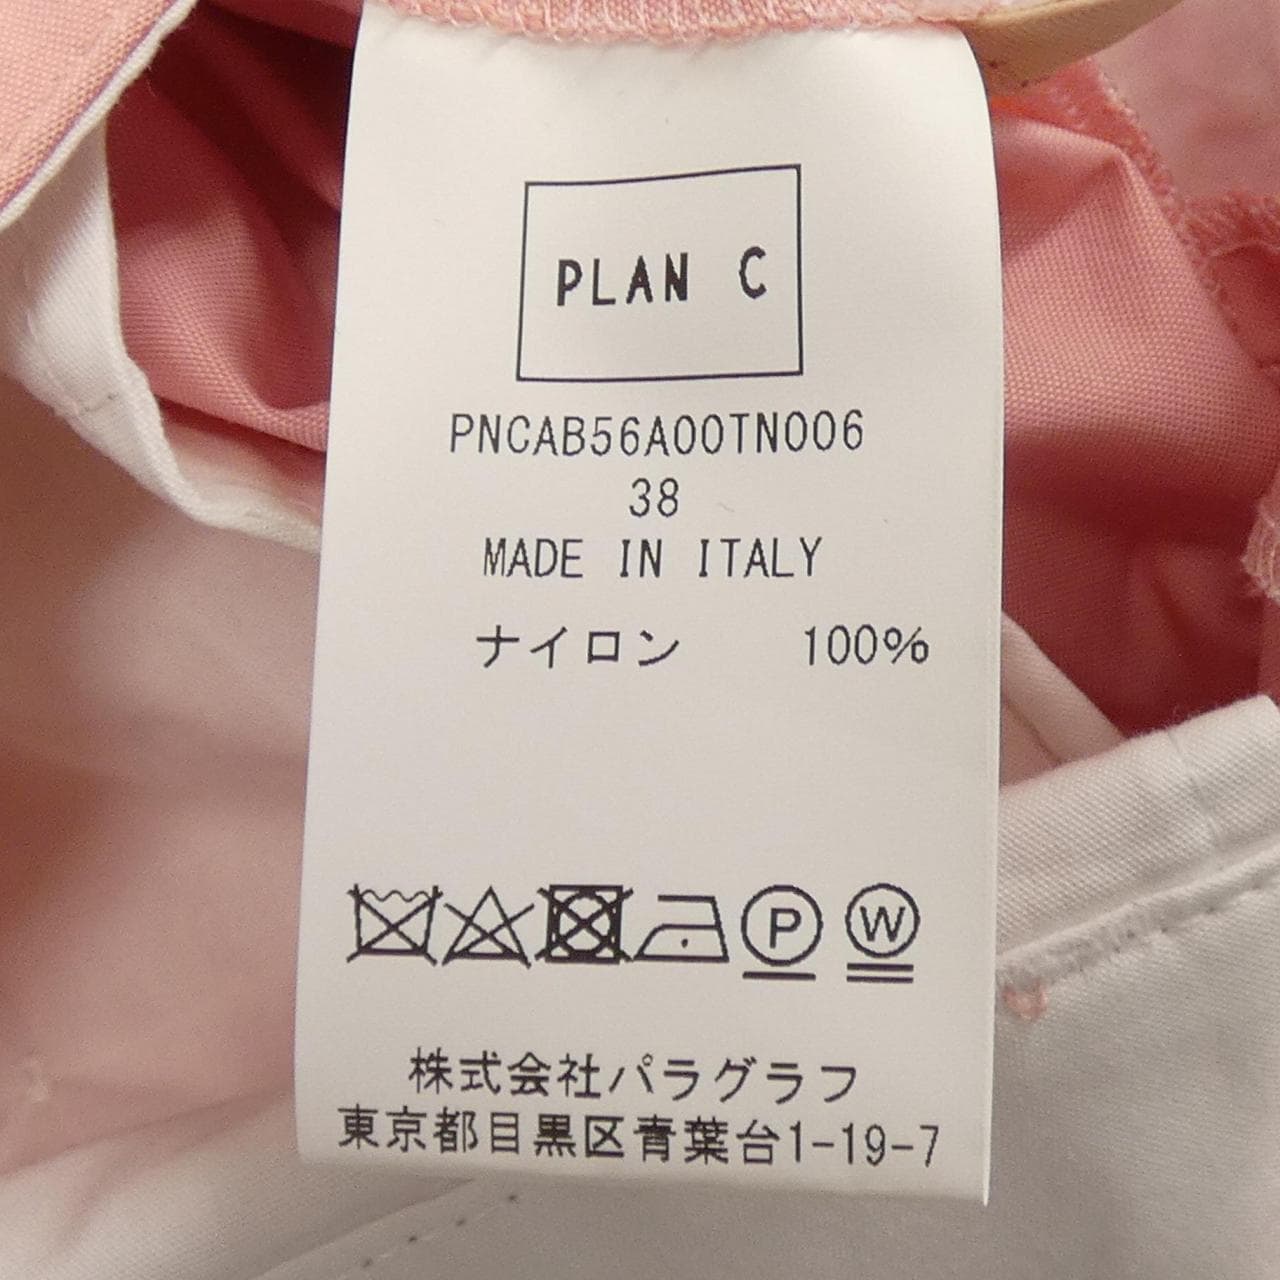 PLAN C
PNCAB56A00TN006
38
MADE IN ITALY
ナイロン 100%
P W
株式会社パラグラフ
東京都目黒区青葉台1-19-7